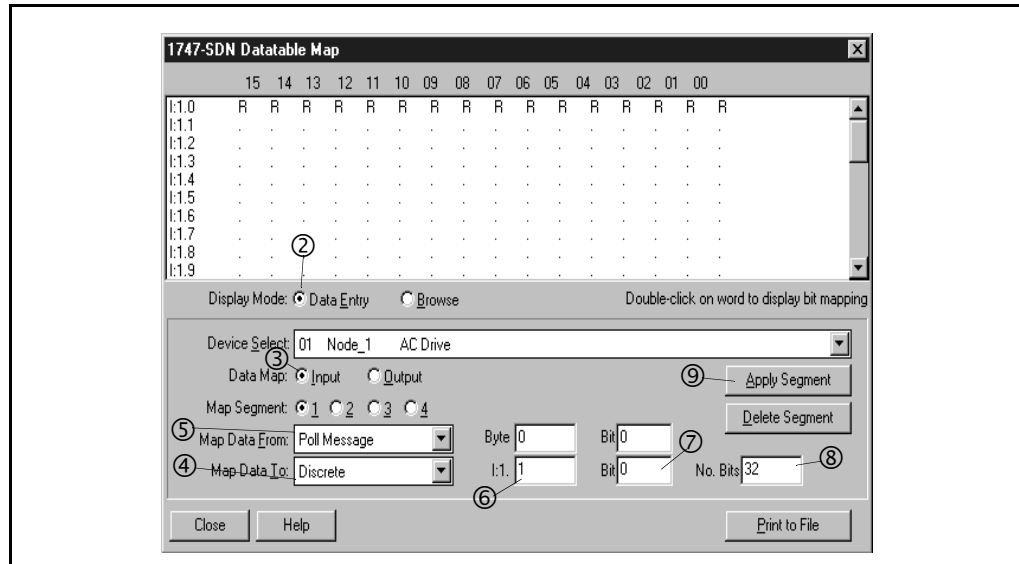 1747-SDN Datatable Map
15 14 13 12 11 10 09 08 07 06 05 04 03 02 01 00
I:1.0 R R R R R R R R R R R R R R R R
I:1.1 . . . . . . . . . . . . . . . .
I:1.2 . . . . . . . . . . . . . . . .
I:1.3 . . . . . . . . . . . . . . . .
I:1.4 . . . . . . . . . . . . . . . .
I:1.5 . . . . . . . . . . . . . . . .
I:1.6 . . . . . . . . . . . . . . . .
I:1.7 . . . . . . . . . . . . . . . .
I:1.8 . . . . . . . . . . . . . . . .
I:1.9 . . . . . . . . . . . . . . . .
②
Display Mode: Data Entry Browse Double-click on word to display bit mapping
Device Select: 01 Node_1 AC Drive
③
Data Map: Input Output ⑨ Apply Segment
Map Segment: 1 2 3 4 Delete Segment
⑤ Map Data From: Poll Message Byte 0 Bit 0 ⑦
④ Map Data To: Discrete I:1. 1 Bit 0 No. Bits 32 ⑧
⑥
Close Help Print to File